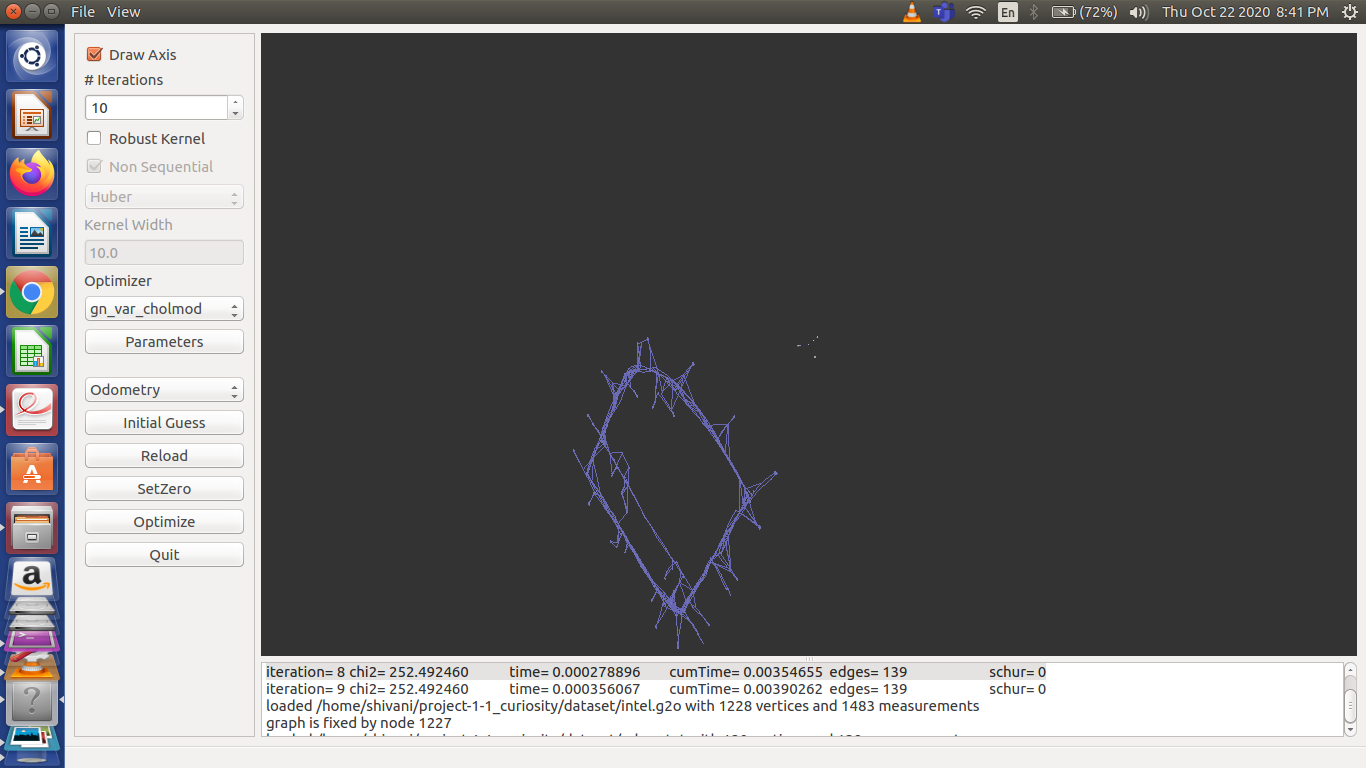 File View
En
(72%)
Thu Oct 22 2020 8:41 PM
Draw Axis
# Iterations
10
Robust Kernel
Non Sequential
Huber
Kernel Width
10.0
Optimizer
gn_var_cholmod
Parameters
Odometry
Initial Guess
Reload
SetZero
Optimize
Quit
iteration= 8 chi2= 252.492460 time= 0.000278896 cumTime= 0.00354655 edges= 139 schur= 0
iteration= 9 chi2= 252.492460 time= 0.000356067 cumTime= 0.00390262 edges= 139 schur= 0
loaded /home/shivani/project-1-1_curiosity/dataset/intel.g2o with 1228 vertices and 1483 measurements
graph is fixed by node 1227